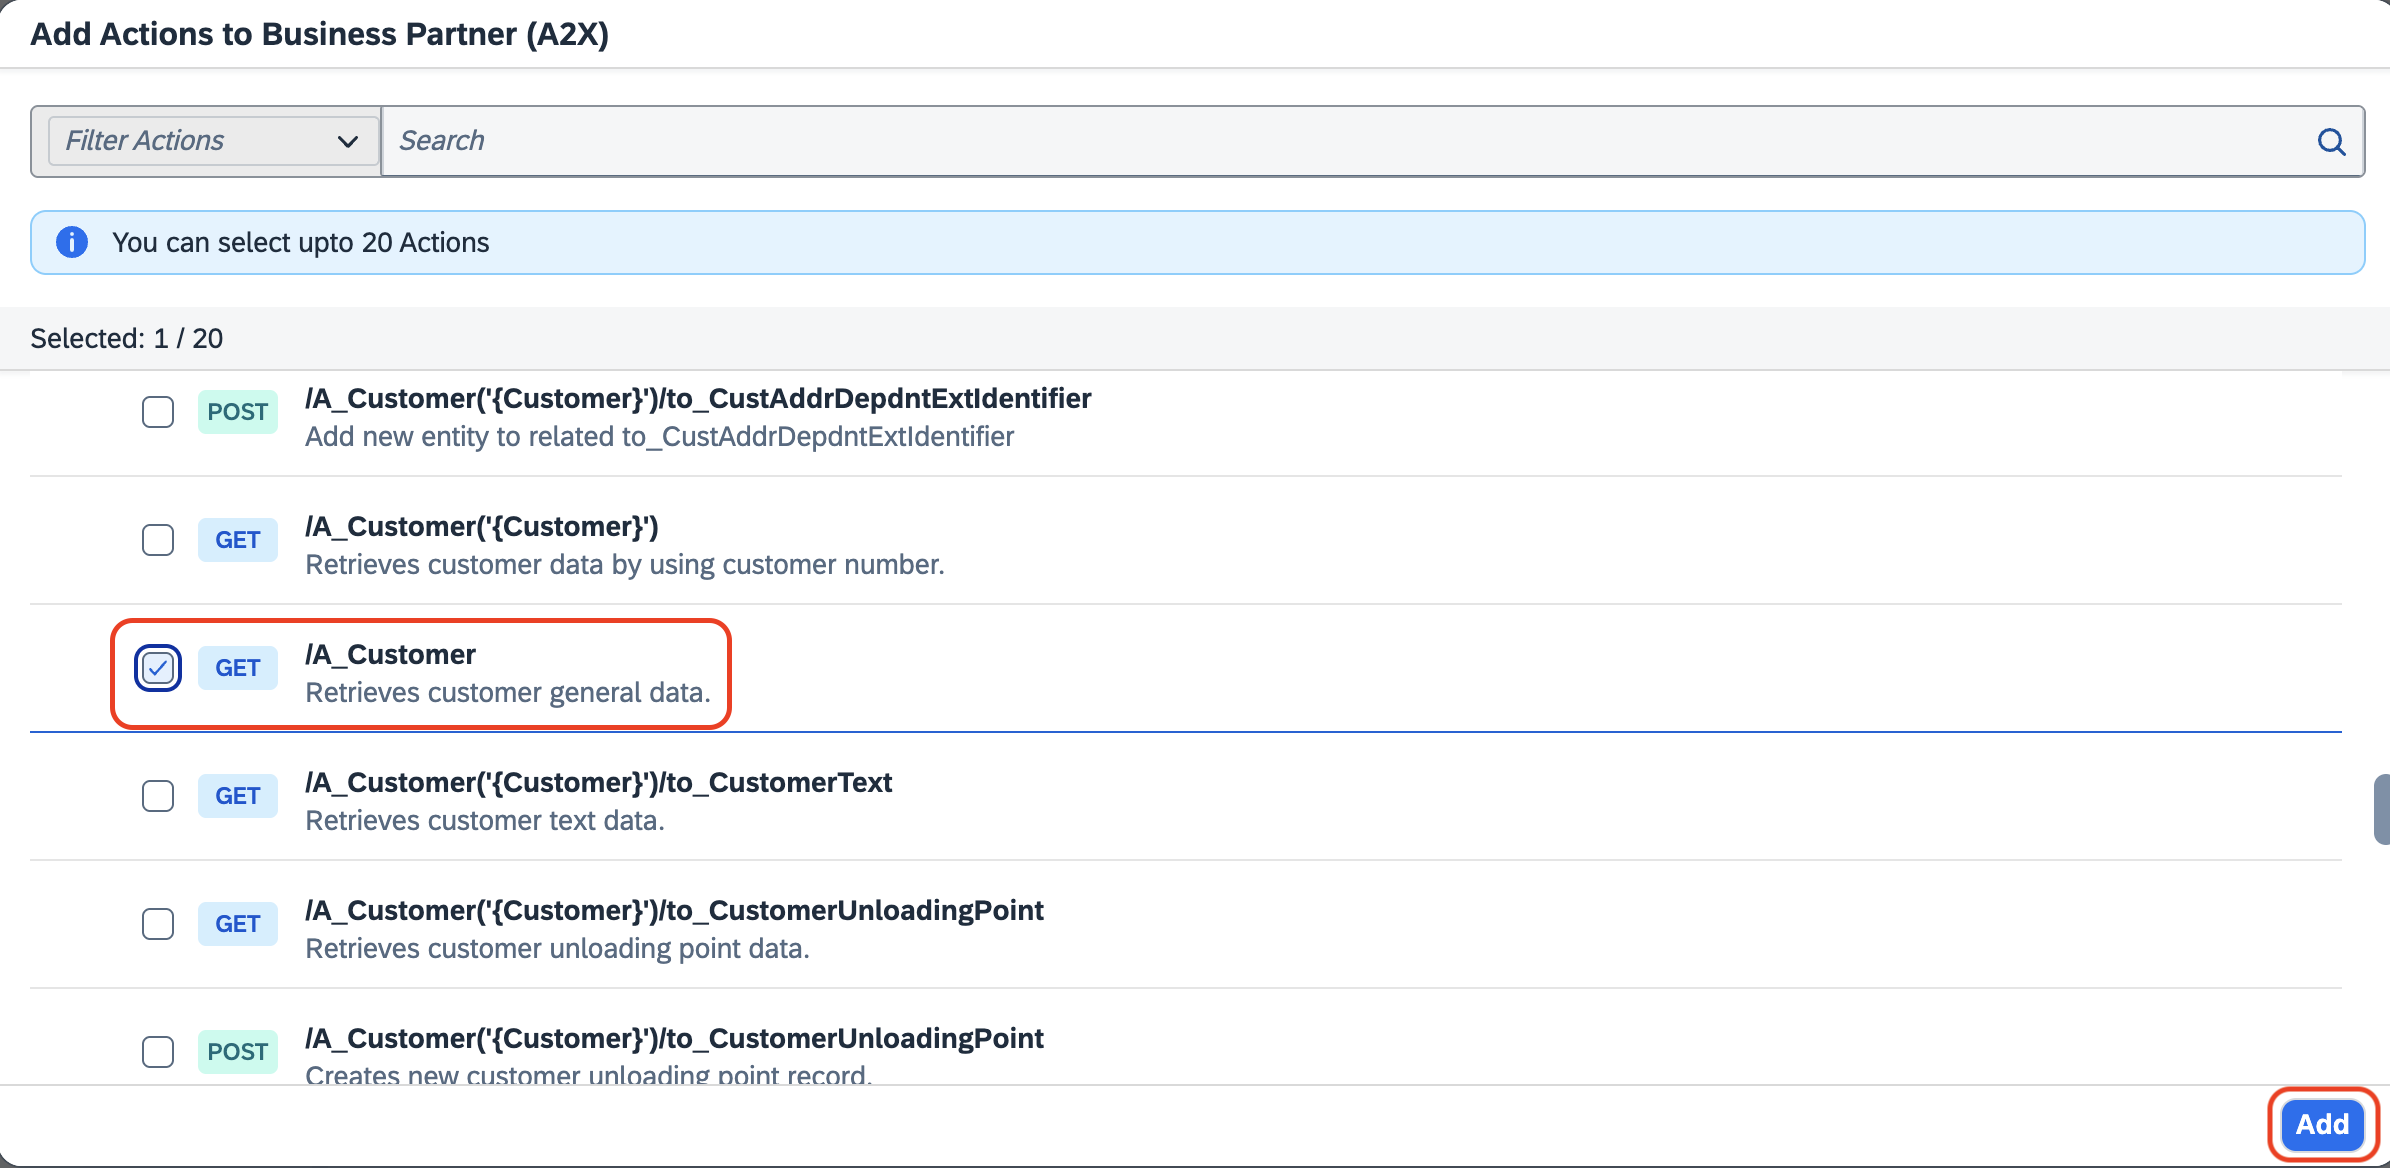 Add Actions to Business Partner (A2X)
Filter Actions
Search
You can select upto 20 Actions
Selected: 1 / 20
POST
/A_Customer('{Customer}')/to_CustAddrDepdntExtIdentifier
Add new entity to related to_CustAddrDepdntExtIdentifier
GET
/A_Customer('{Customer}')
Retrieves customer data by using customer number.
GET
/A_Customer
Retrieves customer general data.
GET
/A_Customer('{Customer}')/to_CustomerText
Retrieves customer text data.
GET
/A_Customer('{Customer}')/to_CustomerUnloadingPoint
Retrieves customer unloading point data.
POST
/A_Customer('{Customer}')/to_CustomerUnloadingPoint
Creates new customer unloading point record.
Add